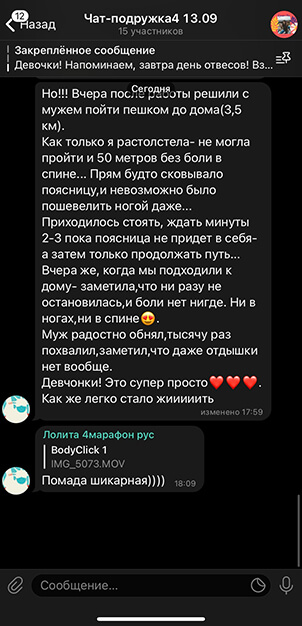 12
Назад
Чат-подружка4 13.09
15 участников
Закреплённое сообщение
Девочки! Напоминаем, завтра день отвесов! Вз...
Сегодня
Но!!! Вчера после работы решили с
мужем пойти пешком до дома(3,5
км).
Как только я растолстела- не могла
пройти и 50 метров без боли в
спине... Прям будто сковывало
поясницу,и невозможно было
пошевелить ногой даже...
Приходилось стоять, ждать минуты
2-3 пока поясница не придет в себя-
а затем только продолжать путь...
Вчера же, когда мы подходили к
дому- заметила,что ни разу не
остановилась,и боли нет нигде. Ни в
ногах,ни в спине😍.
Муж радостно обнял,тысячу раз
похвалил,заметил,что даже отдышки
нет вообще.
Девчонки! Это супер просто❤️❤️❤️.
Как же легко стало жиииииить
изменено 17:59
Лолита 4марафон рус
BodyClick 1
IMG_5073.MOV
Помада шикарная))))
18:09
Сообщение...